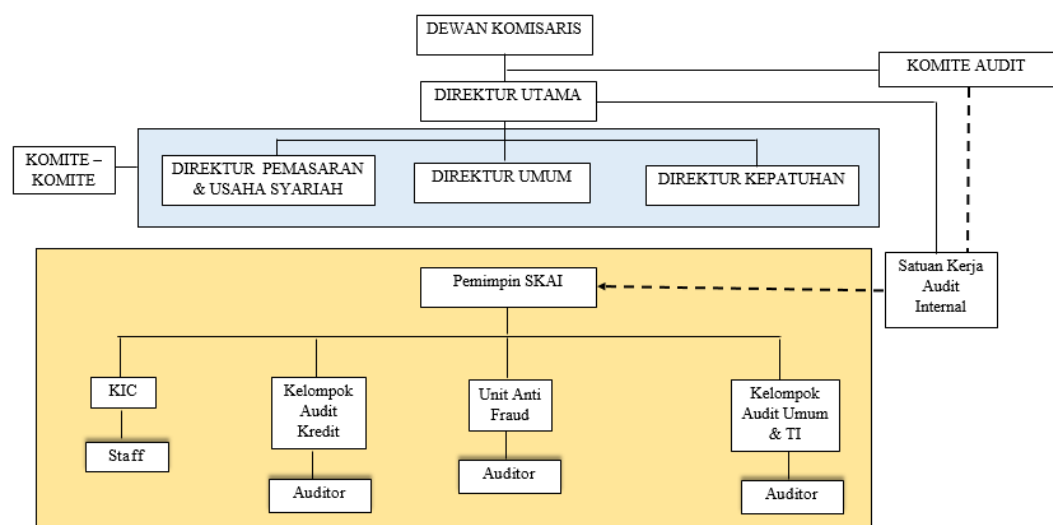 DEWAN KOMISARIS
KOMITE AUDIT
DIREKTUR UTAMA
KOMITE –
KOMITE
DIREKTUR PEMASARAN
& USAHA SYARIAH
DIREKTUR UMUM
DIREKTUR KEPATUHAN
Satuan Kerja
Audit
Internal
Pemimpin SKAI
KIC
Kelompok
Audit
Kredit
Unit Anti
Fraud
Kelompok
Audit Umum
& TI
Staff
Auditor
Auditor
Auditor